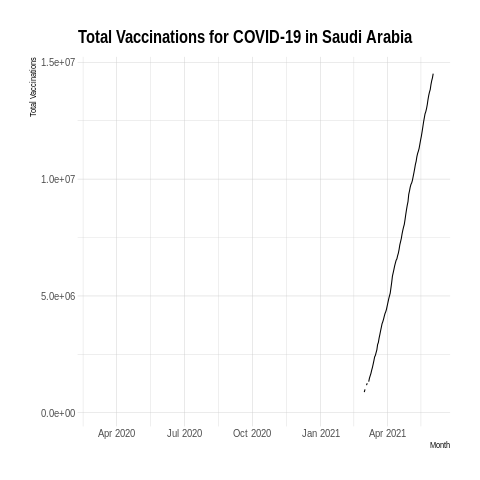 Total Vaccinations for COVID-19 in Saudi Arabia
Total Vaccinations
1.5e+07
1.0e+07
5.0e+06
0.0e+00
Apr 2020 Jul 2020 Oct 2020 Jan 2021 Apr 2021
Month